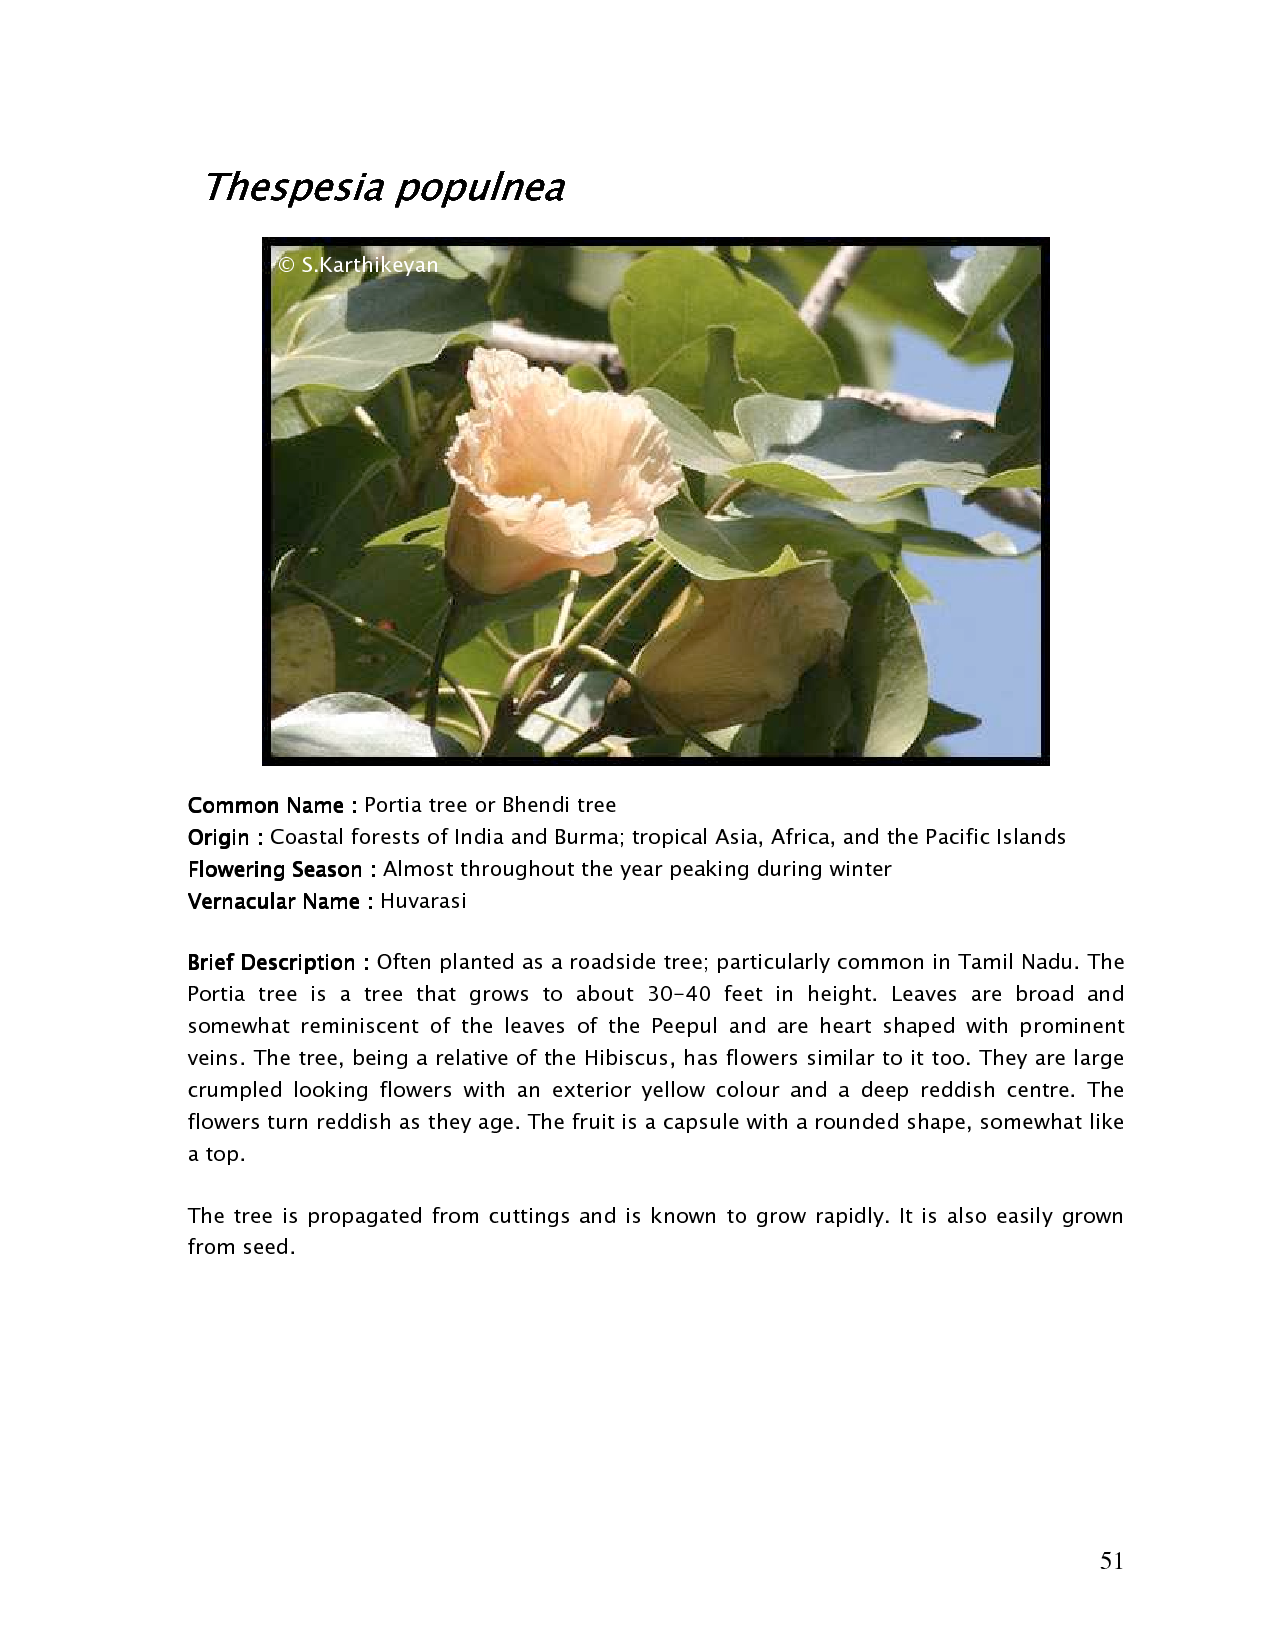 Thespesia populnea
© S.Karthikeyan
Common Name : Portia tree or Bhendi tree
Origin : Coastal forests of India and Burma; tropical Asia, Africa, and the Pacific Islands
Flowering Season : Almost throughout the year peaking during winter
Vernacular Name : Huvarasi
Brief Description : Often planted as a roadside tree; particularly common in Tamil Nadu. The
Portia tree is a tree that grows to about 30-40 feet in height. Leaves are broad and
somewhat reminiscent of the leaves of the Peepul and are heart shaped with prominent
veins. The tree, being a relative of the Hibiscus, has flowers similar to it too. They are large
crumpled looking flowers with an exterior yellow colour and a deep reddish centre. The
flowers turn reddish as they age. The fruit is a capsule with a rounded shape, somewhat like
a top.
The tree is propagated from cuttings and is known to grow rapidly. It is also easily grown
from seed.
51